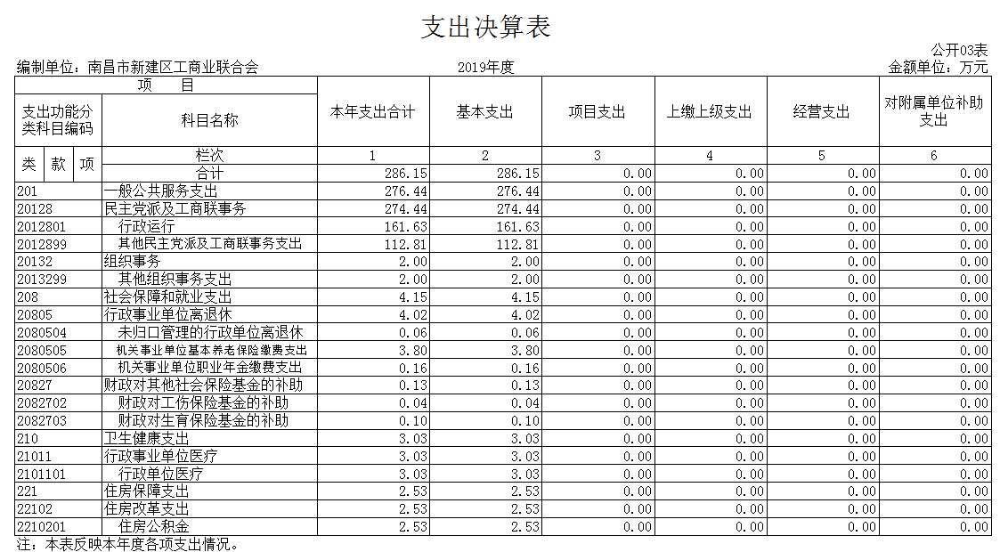 支出决算表
公开03表
编制单位：南昌市新建区工商业联合会 2019年度 金额单位：万元
项 目 本年支出合计 基本支出 项目支出 上缴上级支出 经营支出 对附属单位补助支出
支出功能分类科目编码 科目名称
类 款 项 栏次 1 2 3 4 5 6
合计 286.15 286.15 0.00 0.00 0.00 0.00
201 一般公共服务支出 276.44 276.44 0.00 0.00 0.00 0.00
20128 民主党派及工商联事务 274.44 274.44 0.00 0.00 0.00 0.00
2012801 行政运行 161.63 161.63 0.00 0.00 0.00 0.00
2012899 其他民主党派及工商联事务支出 112.81 112.81 0.00 0.00 0.00 0.00
20132 组织事务 2.00 2.00 0.00 0.00 0.00 0.00
2013299 其他组织事务支出 2.00 2.00 0.00 0.00 0.00 0.00
208 社会保障和就业支出 4.15 4.15 0.00 0.00 0.00 0.00
20805 行政事业单位离退休 4.02 4.02 0.00 0.00 0.00 0.00
2080504 未归口管理的行政单位离退休 0.06 0.06 0.00 0.00 0.00 0.00
2080505 机关事业单位基本养老保险缴费支出 3.80 3.80 0.00 0.00 0.00 0.00
2080506 机关事业单位职业年金缴费支出 0.16 0.16 0.00 0.00 0.00 0.00
20827 财政对其他社会保险基金的补助 0.13 0.13 0.00 0.00 0.00 0.00
2082702 财政对工伤保险基金的补助 0.04 0.04 0.00 0.00 0.00 0.00
2082703 财政对生育保险基金的补助 0.10 0.10 0.00 0.00 0.00 0.00
210 卫生健康支出 3.03 3.03 0.00 0.00 0.00 0.00
21011 行政事业单位医疗 3.03 3.03 0.00 0.00 0.00 0.00
2101101 行政单位医疗 3.03 3.03 0.00 0.00 0.00 0.00
221 住房保障支出 2.53 2.53 0.00 0.00 0.00 0.00
22102 住房改革支出 2.53 2.53 0.00 0.00 0.00 0.00
2210201 住房公积金 2.53 2.53 0.00 0.00 0.00 0.00
注：本表反映本年度各项支出情况。